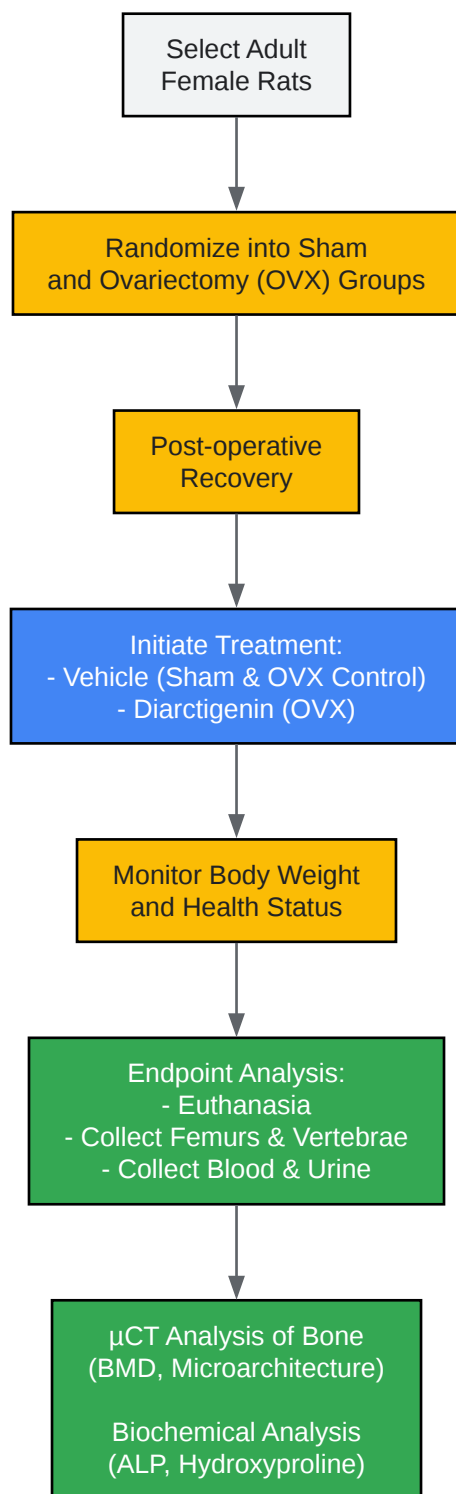 Select Adult
Female Rats
Randomize into Sham
and Ovariectomy (OVX) Groups
Post-operative
Recovery
Initiate Treatment:
- Vehicle (Sham & OVX Control)
- Diarctigenin (OVX)
Monitor Body Weight
and Health Status
Endpoint Analysis:
- Euthanasia
- Collect Femurs & Vertebrae
- Collect Blood & Urine
µCT Analysis of Bone
(BMD, Microarchitecture)
Biochemical Analysis
(ALP, Hydroxyproline)